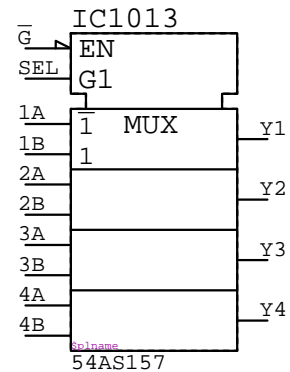 IC1013
G̅
EN
SEL
G1
1A
1̅
MUX
1B
1
Y1
2A
2B
Y2
3A
3B
Y3
4A
4B
Y4
$plname
54AS157